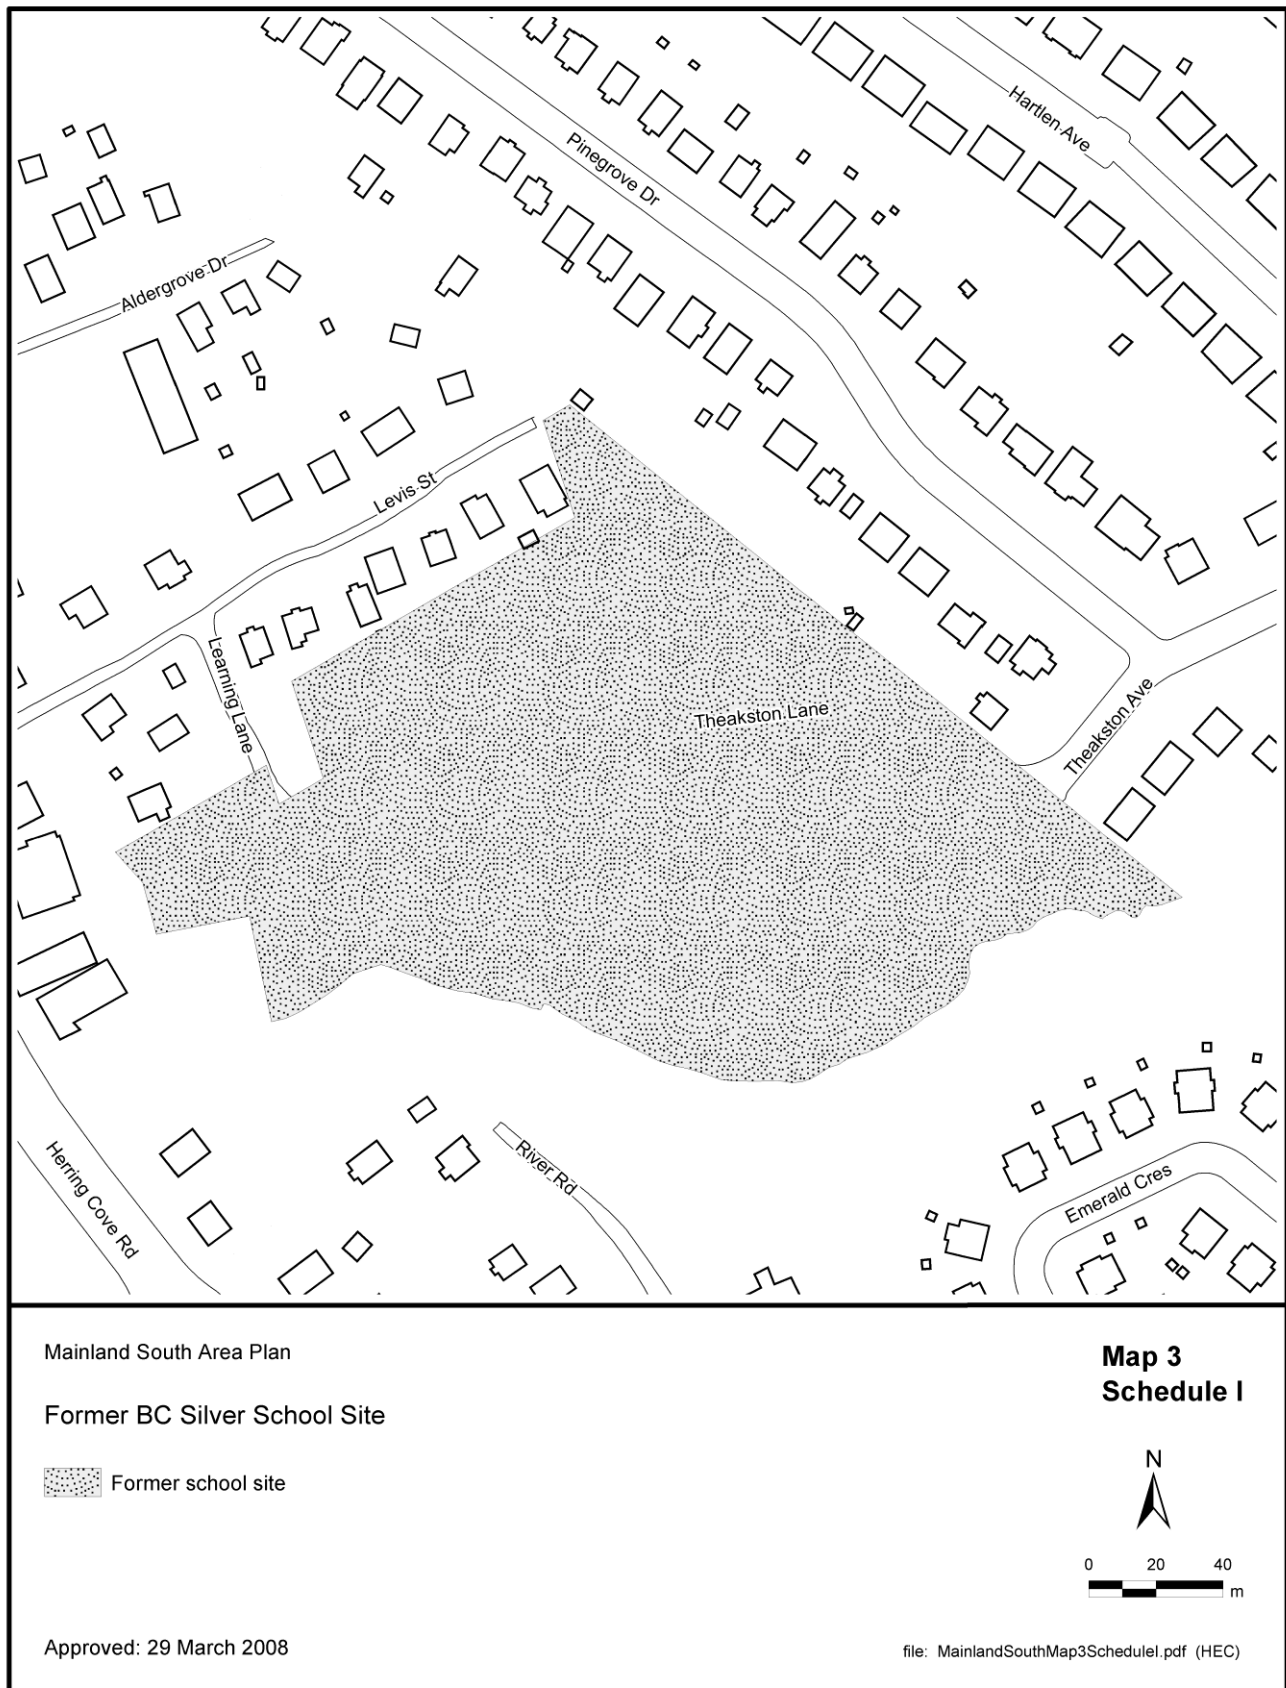 Hartlen Ave
Pinegrove Dr
Aldergrove Dr
Levis St
Learning Lane
Theakston Lane
Theakston Ave
Herring Cove Rd
River Rd
Emerald Cres
Mainland South Area Plan
Map 3
Schedule I
Former BC Silver School Site
Former school site
N
0 20 40
m
Approved: 29 March 2008
file: MainlandSouthMap3ScheduleI.pdf (HEC)